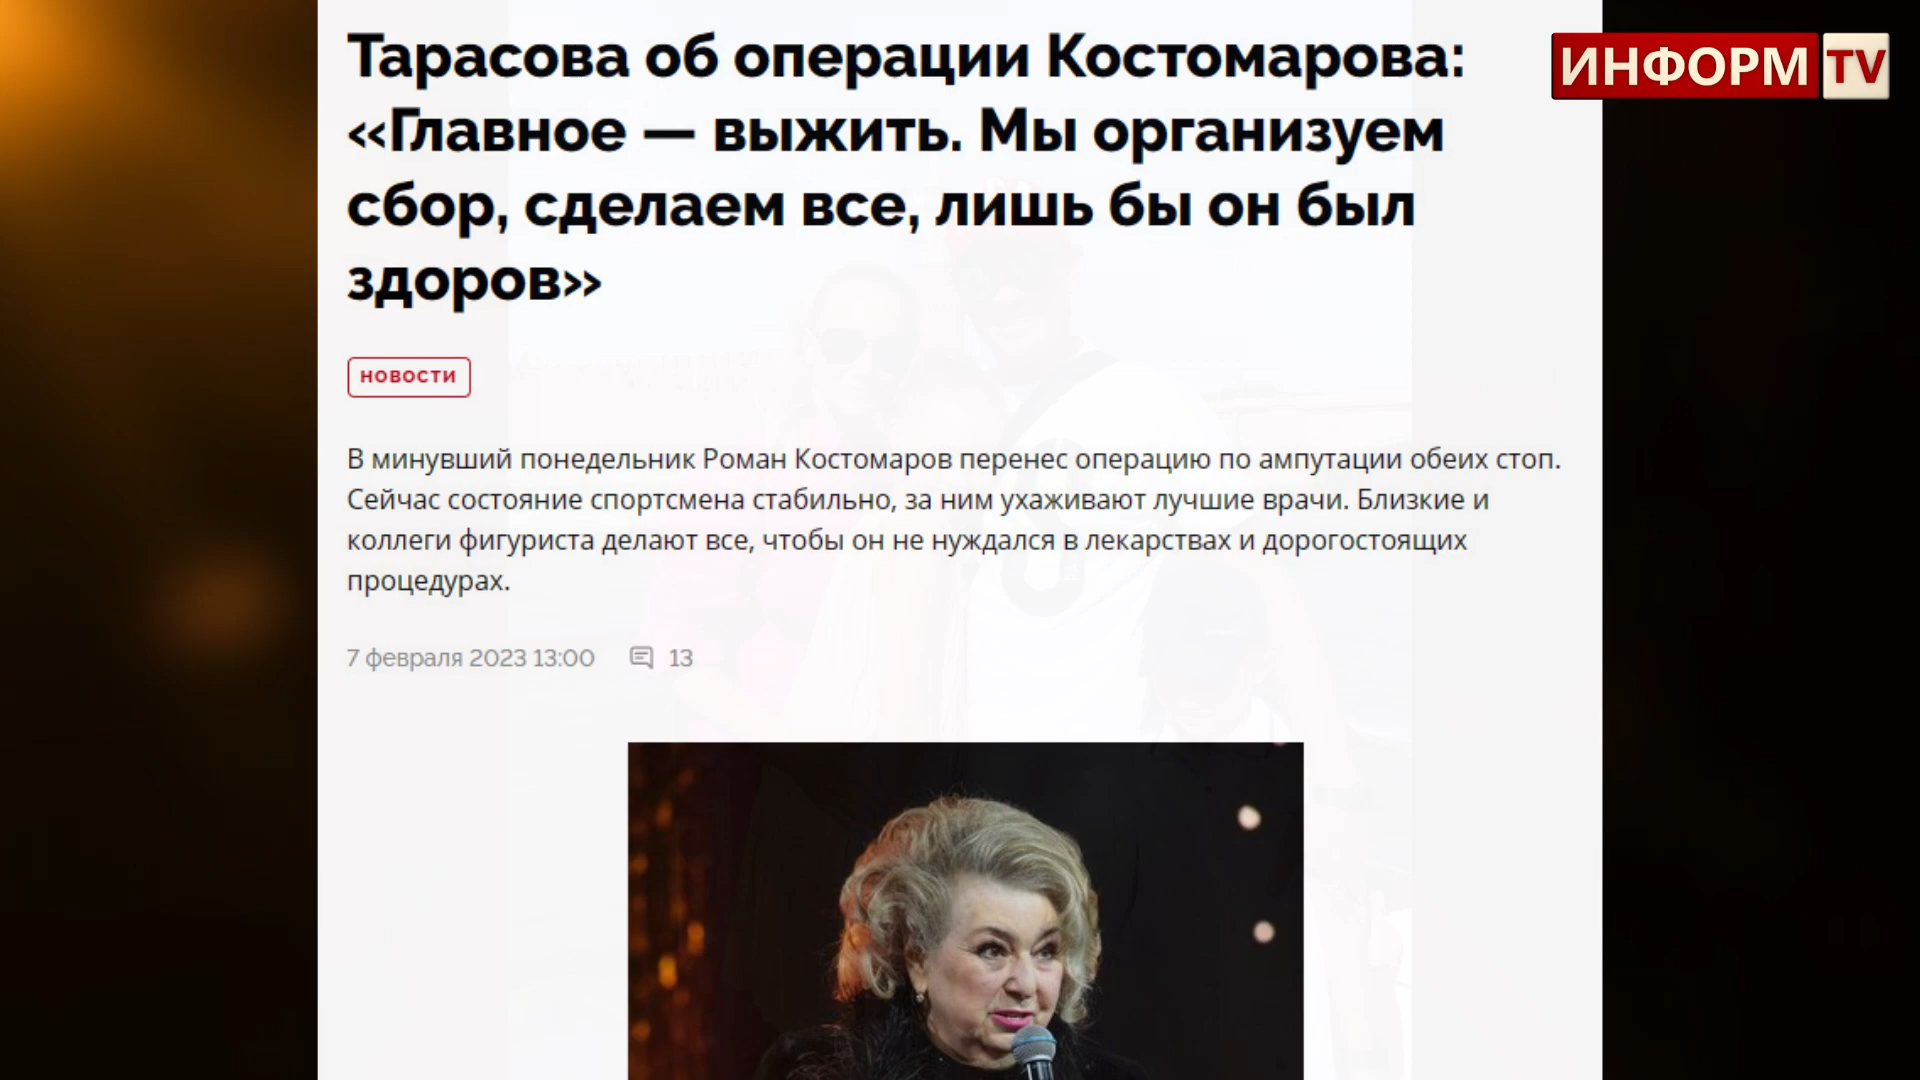 Тарасова об операции Костомарова:
ИНФОРМ TV
«Главное — выжить. Мы организуем
сбор, сделаем все, лишь бы он был
здоров»
НОВОСТИ
В минувший понедельник Роман Костомаров перенес операцию по ампутации обеих стоп.
Сейчас состояние спортсмена стабильно, за ним ухаживают лучшие врачи. Близкие и
коллеги фигуриста делают все, чтобы он не нуждался в лекарствах и дорогостоящих
процедурах.
7 февраля 2023 13:00 13